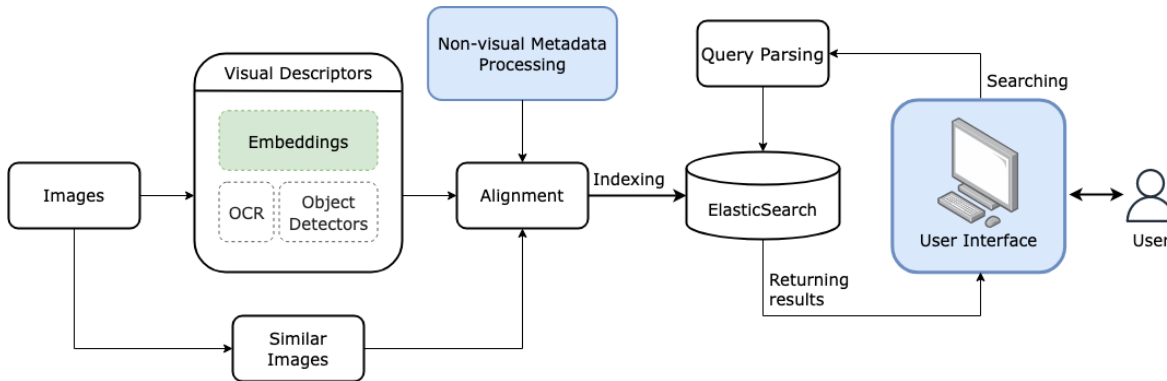 Non-visual Metadata
Processing
Query Parsing
Searching
Visual Descriptors
Embeddings
OCR
Object
Detectors
Images
Alignment
Indexing
ElasticSearch
User Interface
User
Returning
results
Similar
Images